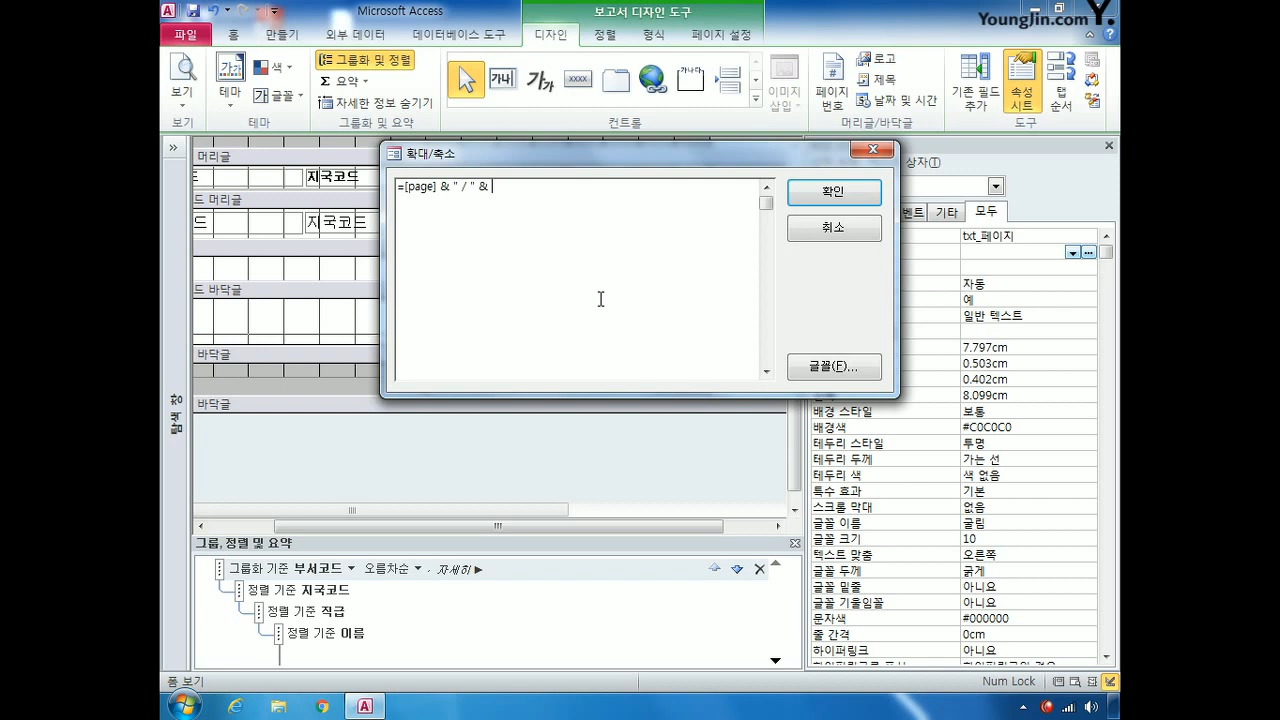 Microsoft Access
보고서 디자인 도구
YoungJin.com Y.
파일
홈
만들기
외부 데이터
데이터베이스 도구
디자인
정렬
형식
페이지 설정
보기
테마
색
가 글꼴
그룹화 및 정렬
Σ 요약
자세한 정보 숨기기
가나
가가
xxxx
가나다
이미지
삽입
페이지
번호
로고
제목
날짜 및 시간
기존 필드
추가
속성
시트
탭
순서
보기
테마
그룹화 및 요약
컨트롤
머리글/바닥글
도구
머리글
지국코드
드 머리글
코드
지국코드
드 바닥글
바닥글
바닥글
탐색 창
확대/축소
=[page] & " / " &
확인
취소
글꼴(F)...
상자(T)
벤트
기타
모두
txt_페이지
자동
예
일반 텍스트
7.797cm
0.503cm
0.402cm
8.099cm
배경 스타일 보통
배경색 #C0C0C0
테두리 스타일 투명
테두리 두께 가는 선
테두리 색 색 없음
특수 효과 기본
스크롤 막대 없음
글꼴 이름 굴림
글꼴 크기 10
텍스트 맞춤 오른쪽
글꼴 두께 굵게
글꼴 밑줄 아니요
글꼴 기울임꼴 아니요
문자색 #000000
줄 간격 0cm
하이퍼링크 아니요
그룹, 정렬 및 요약
그룹화 기준 부서코드 오름차순 , 자세히
정렬 기준 지국코드
정렬 기준 직급
정렬 기준 이름
폼 보기
Num Lock